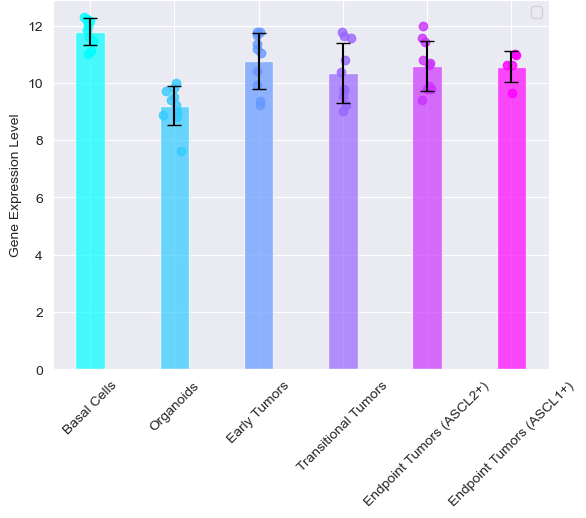 Gene Expression Level
12
10
8
6
4
2
0
Basal Cells
Organoids
Early Tumors
Transitional Tumors
Endpoint Tumors (ASCL2+)
Endpoint Tumors (ASCL1+)